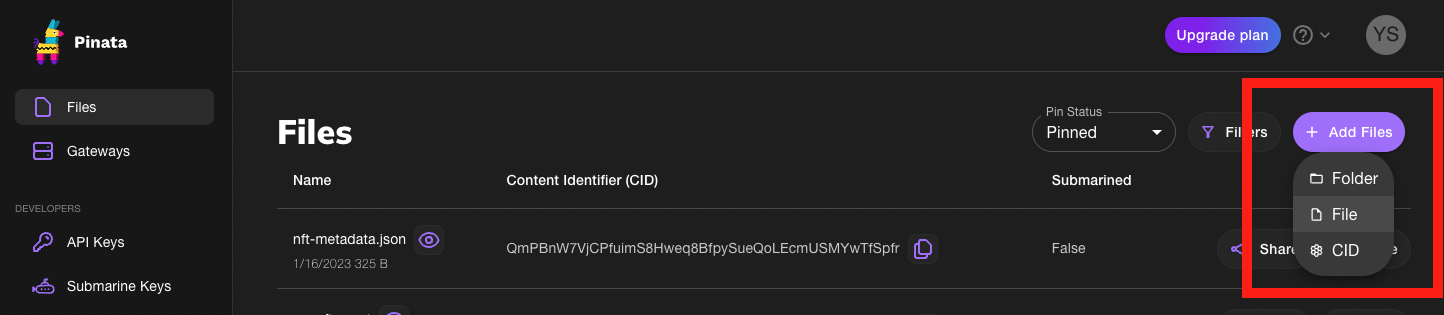 Pinata
Upgrade plan
YS
Files
Gateways
DEVELOPERS
API Keys
Submarine Keys
Files
Pin Status
Pinned
Filters
+ Add Files
Folder
File
CID
Name Content Identifier (CID) Submarined
nft-metadata.json QmPBnW7VjCPfuimS8Hweq8BfpySueQoLEcmUSMYwTfSpfr False Share
1/16/2023 325 B